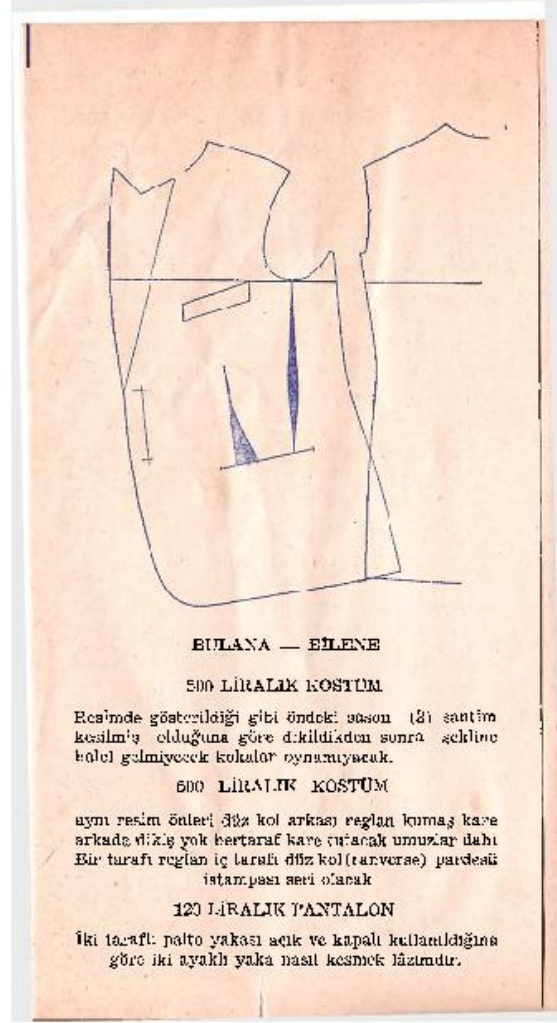 BULANA — BİLENE
500 LİRALIK KOSTÜM
Resimde gösterildiği gibi öndeki süson (3) santim
kesilmiş olduğuna göre dikildikden sonra şekline
halel gelmiyecek kokalar oynamıyacak.
600 LİRALIK KOSTÜM
aynı resim önleri düz kol arkası reglan kumaş kare
arkada dikiş yok hertaraf kare tutacak umuzlar dahi
Bir tarafı reglan iç tarafı düz kol (ranverse) pardesü
istampası seri olacak
120 LİRALIK PANTALON
İki taraflı palto yakası açık ve kapalı kullanıldığına
göre iki ayaklı yaka nasıl kesmek lâzımdır.